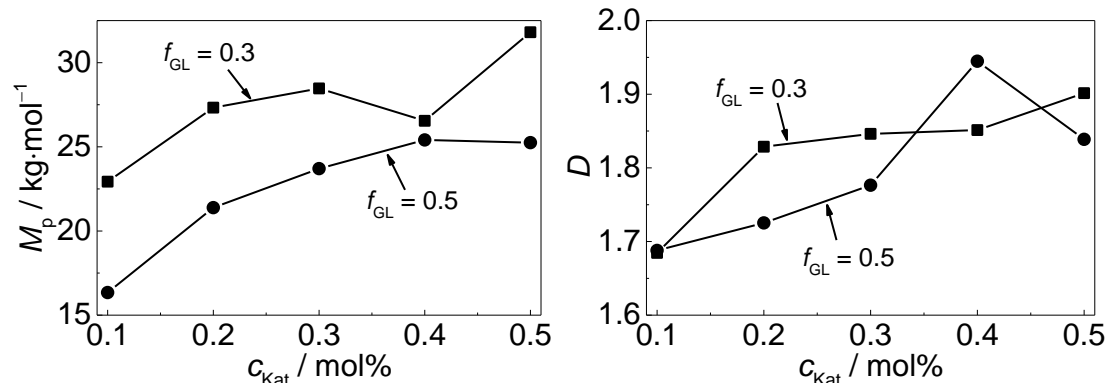 M_p / kg·mol⁻¹
30
25
20
15
f_GL = 0.3
f_GL = 0.5
0.1 0.2 0.3 0.4 0.5
c_Kat / mol%
D
2.0
1.9
1.8
1.7
1.6
f_GL = 0.3
f_GL = 0.5
0.1 0.2 0.3 0.4 0.5
c_Kat / mol%